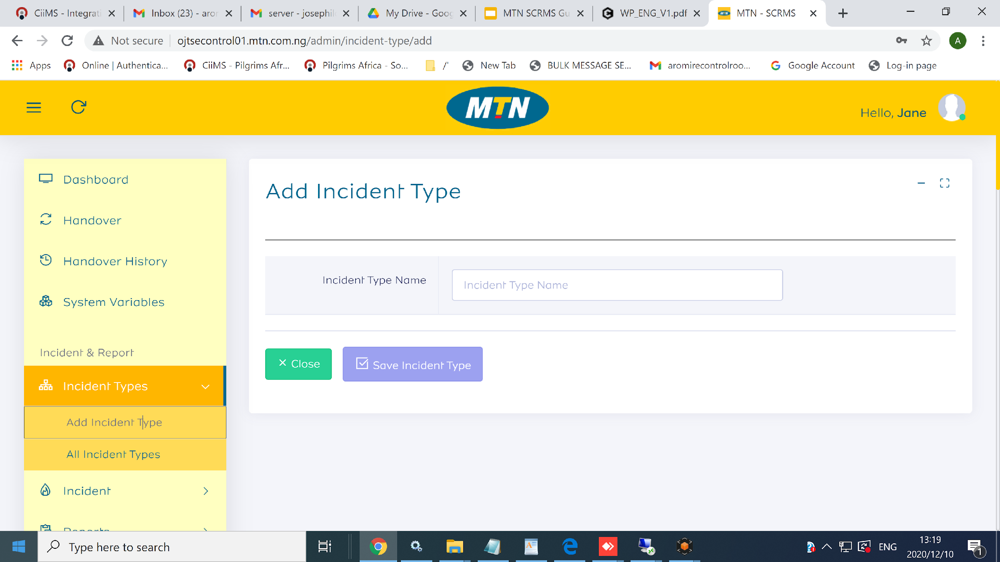 CiiMS - Integrati
Inbox (23) - aror
server - josephil
My Drive - Goog
MTN SCRMS Gu
WP_ENG_V1.pdf
MTN - SCRMS
Not secure
ojtsecontrol01.mtn.com.ng/admin/incident-type/add
A
Apps
Online | Authentica...
CiiMS - Pilgrims Afr...
Pilgrims Africa - So...
/'
New Tab
BULK MESSAGE SE...
aromirecontrolroo...
Google Account
Log-in page
MTN
Hello, Jane
Dashboard
Handover
Handover History
System Variables
Incident & Report
Incident Types
Add Incident Type
All Incident Types
Incident
Reports
Add Incident Type
Incident Type Name
Incident Type Name
Close
Save Incident Type
Type here to search
ENG
13:19
2020/12/10
1